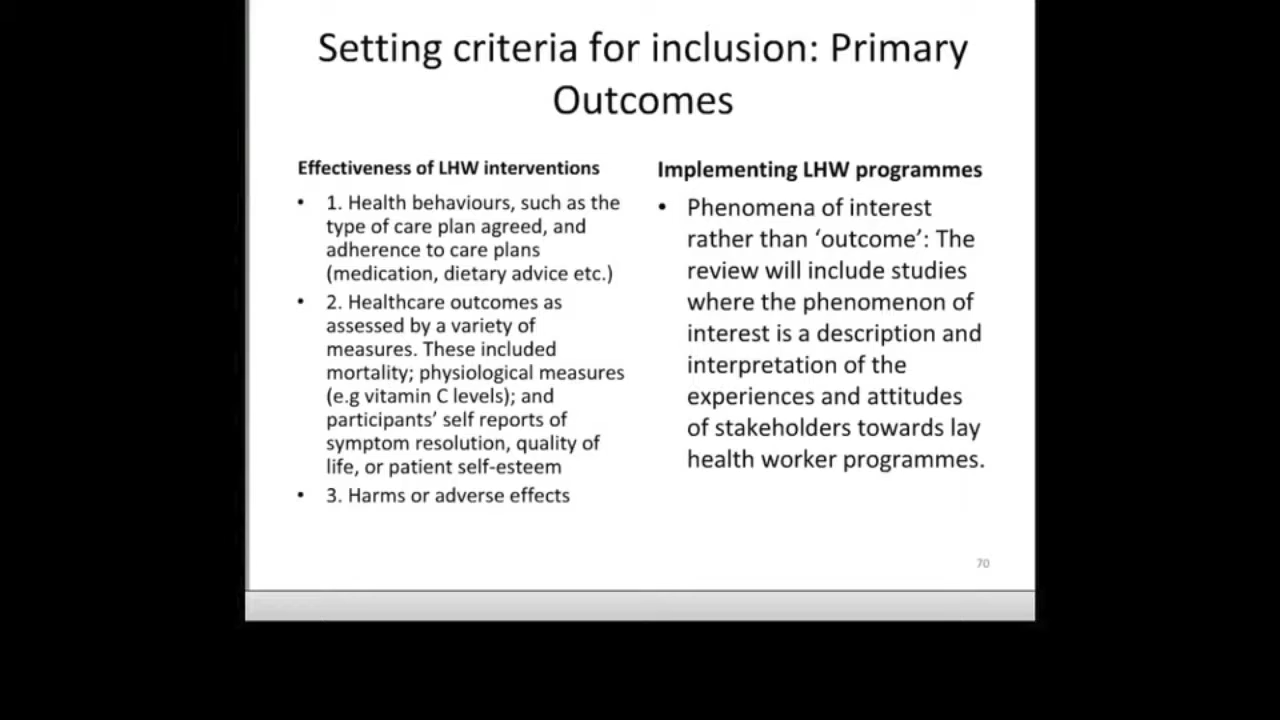 Setting criteria for inclusion: Primary
Outcomes
Effectiveness of LHW interventions
• 1. Health behaviours, such as the
type of care plan agreed, and
adherence to care plans
(medication, dietary advice etc.)
• 2. Healthcare outcomes as
assessed by a variety of
measures. These included
mortality; physiological measures
(e.g vitamin C levels); and
participants’ self reports of
symptom resolution, quality of
life, or patient self-esteem
• 3. Harms or adverse effects
Implementing LHW programmes
• Phenomena of interest
rather than ‘outcome’: The
review will include studies
where the phenomenon of
interest is a description and
interpretation of the
experiences and attitudes
of stakeholders towards lay
health worker programmes.
70